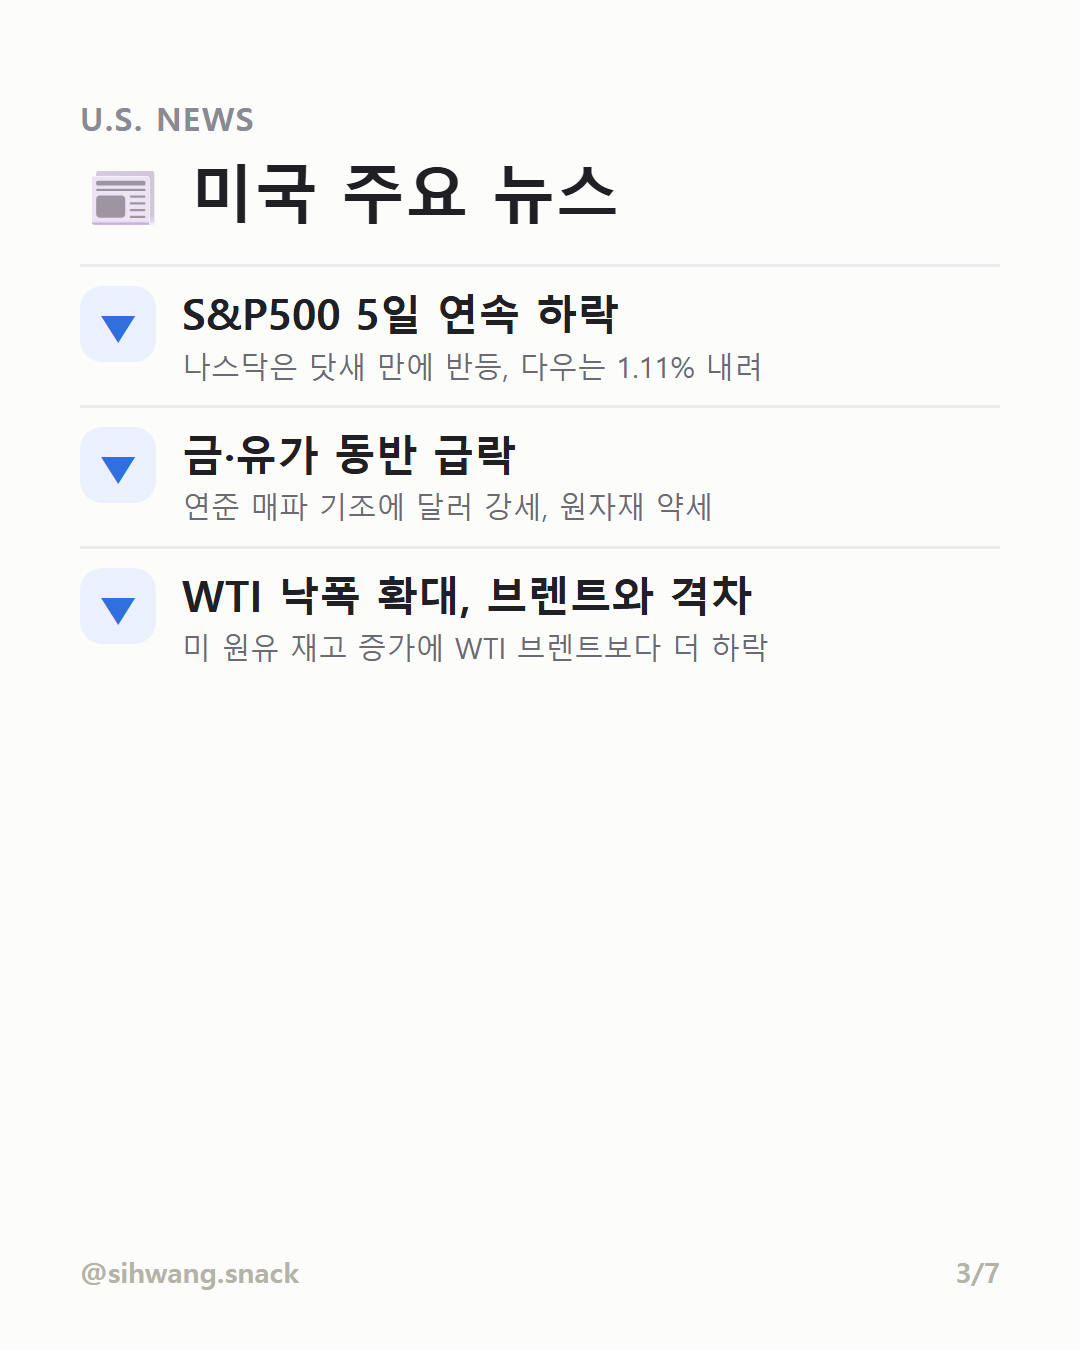 U.S. NEWS
미국 주요 뉴스
S&P500 5일 연속 하락
나스닥은 닷새 만에 반등, 다우는 1.11% 내려
금·유가 동반 급락
연준 매파 기조에 달러 강세, 원자재 약세
WTI 낙폭 확대, 브렌트와 격차
미 원유 재고 증가에 WTI 브렌트보다 더 하락
@sihwang.snack
3/7